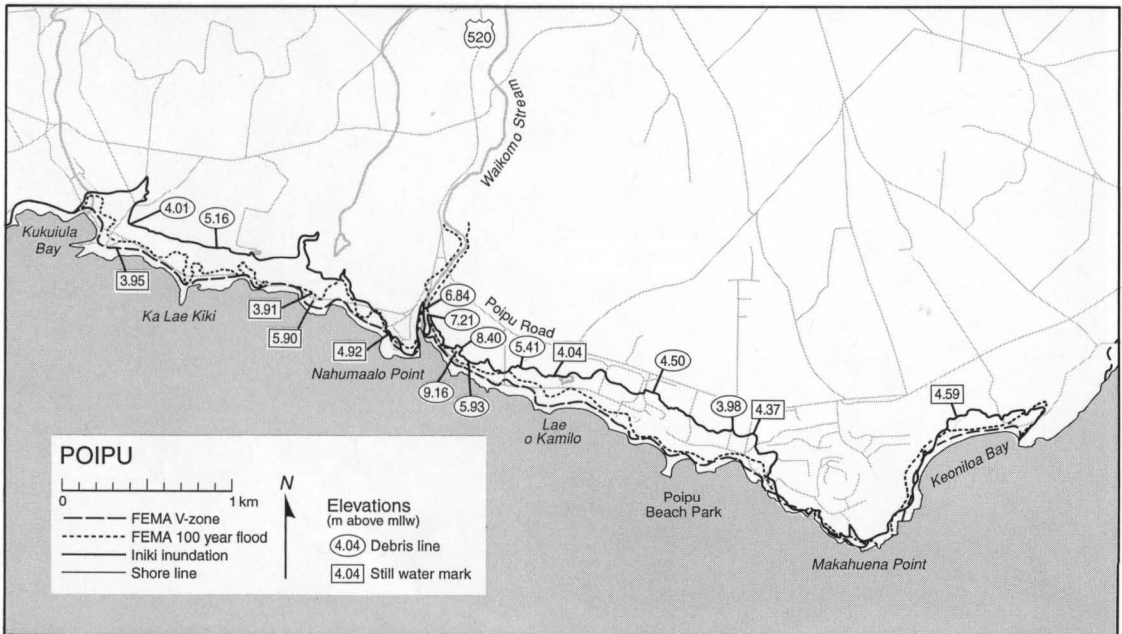 520
Waikomo Stream
4.01
5.16
Kukuiula
Bay
3.95
Ka Lae Kiki
3.91
5.90
4.92
Nahumaalo Point
6.84
7.21
Poipu Road
8.40
5.41
4.04
4.50
9.16
5.93
Lae
o Kamilo
3.98
4.37
4.59
Keoniloa Bay
Poipu
Beach Park
Makahuena Point
POIPU
0 1 km
FEMA V-zone
FEMA 100 year flood
Iniki inundation
Shore line
N
Elevations
(m above mllw)
4.04 Debris line
4.04 Still water mark